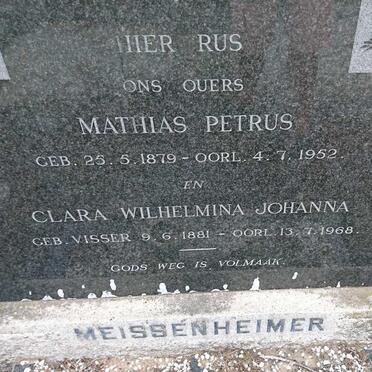 HIER RUS
ONS OUERS
MATHIAS PETRUS
GEB. 25.5.1879 - OORL. 4.7.1952.
EN
CLARA WILHELMINA JOHANNA
GEB. VISSER 9.6.1881 - OORL. 13.7.1968.
GODS WEG IS VOLMAAK.
MEISSENHEIMER